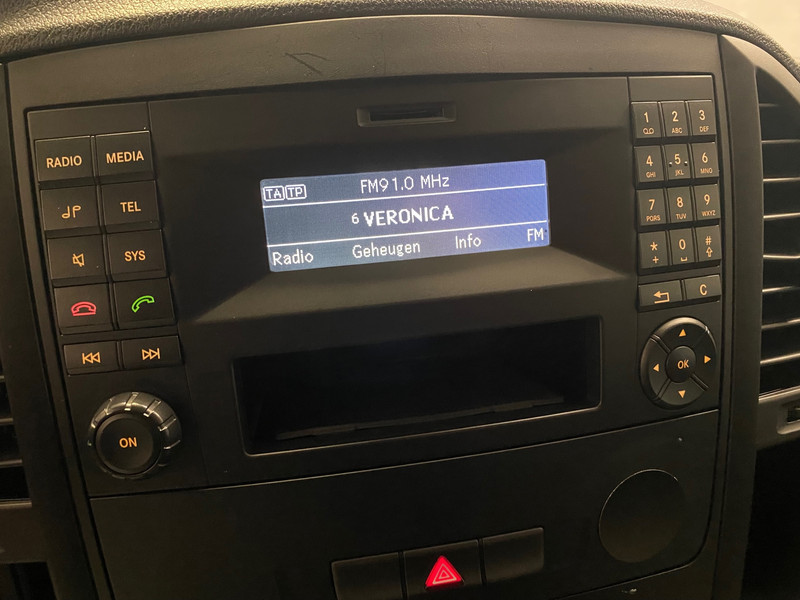 RADIO MEDIA
TEL
SYS
ON
TA TP FM91.0 MHz
6 VERONICA
Radio Geheugen Info FM
1 2 3
ABC DEF
4 .5. 6
GHI JKL MNO
7 8 9
PQRS TUV WXYZ
* 0 #
+
C
OK